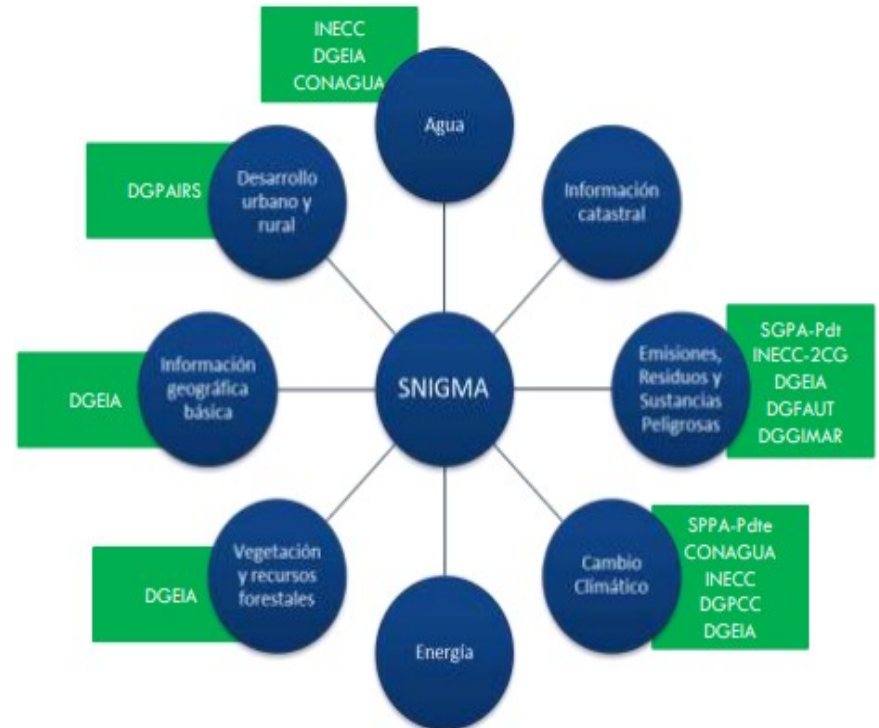 INECC
DGEIA
CONAGUA
Agua
DGPAIRS
Desarrollo
urbano y
rural
Información
catastral
SGPA-Pdt
INECC-2CG
DGEIA
DGFAUT
DGGIMAR
Emisiones,
Residuos y
Sustancias
Peligrosas
Información
geográfica
básica
DGEIA
SNIGMA
SPPA-Pdte
CONAGUA
INECC
DGPCC
DGEIA
Cambio
Climático
Vegetación
y recursos
forestales
DGEIA
Energía